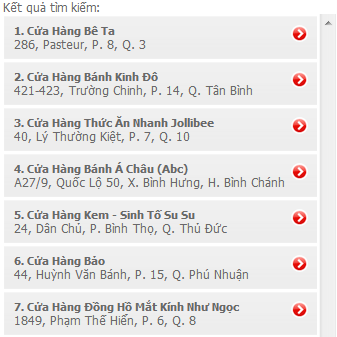 Kết quả tìm kiếm:
1. Cửa Hàng Bê Ta
286, Pasteur, P. 8, Q. 3
2. Cửa Hàng Bánh Kinh Đô
421-423, Trường Chinh, P. 14, Q. Tân Bình
3. Cửa Hàng Thức Ăn Nhanh Jollibee
40, Lý Thường Kiệt, P. 7, Q. 10
4. Cửa Hàng Bánh Á Châu (Abc)
A27/9, Quốc Lộ 50, X. Bình Hưng, H. Bình Chánh
5. Cửa Hàng Kem - Sinh Tố Su Su
24, Dân Chủ, P. Bình Thọ, Q. Thủ Đức
6. Cửa Hàng Bảo
44, Huỳnh Văn Bánh, P. 15, Q. Phú Nhuận
7. Cửa Hàng Đồng Hồ Mắt Kính Như Ngọc
1849, Phạm Thế Hiển, P. 6, Q. 8